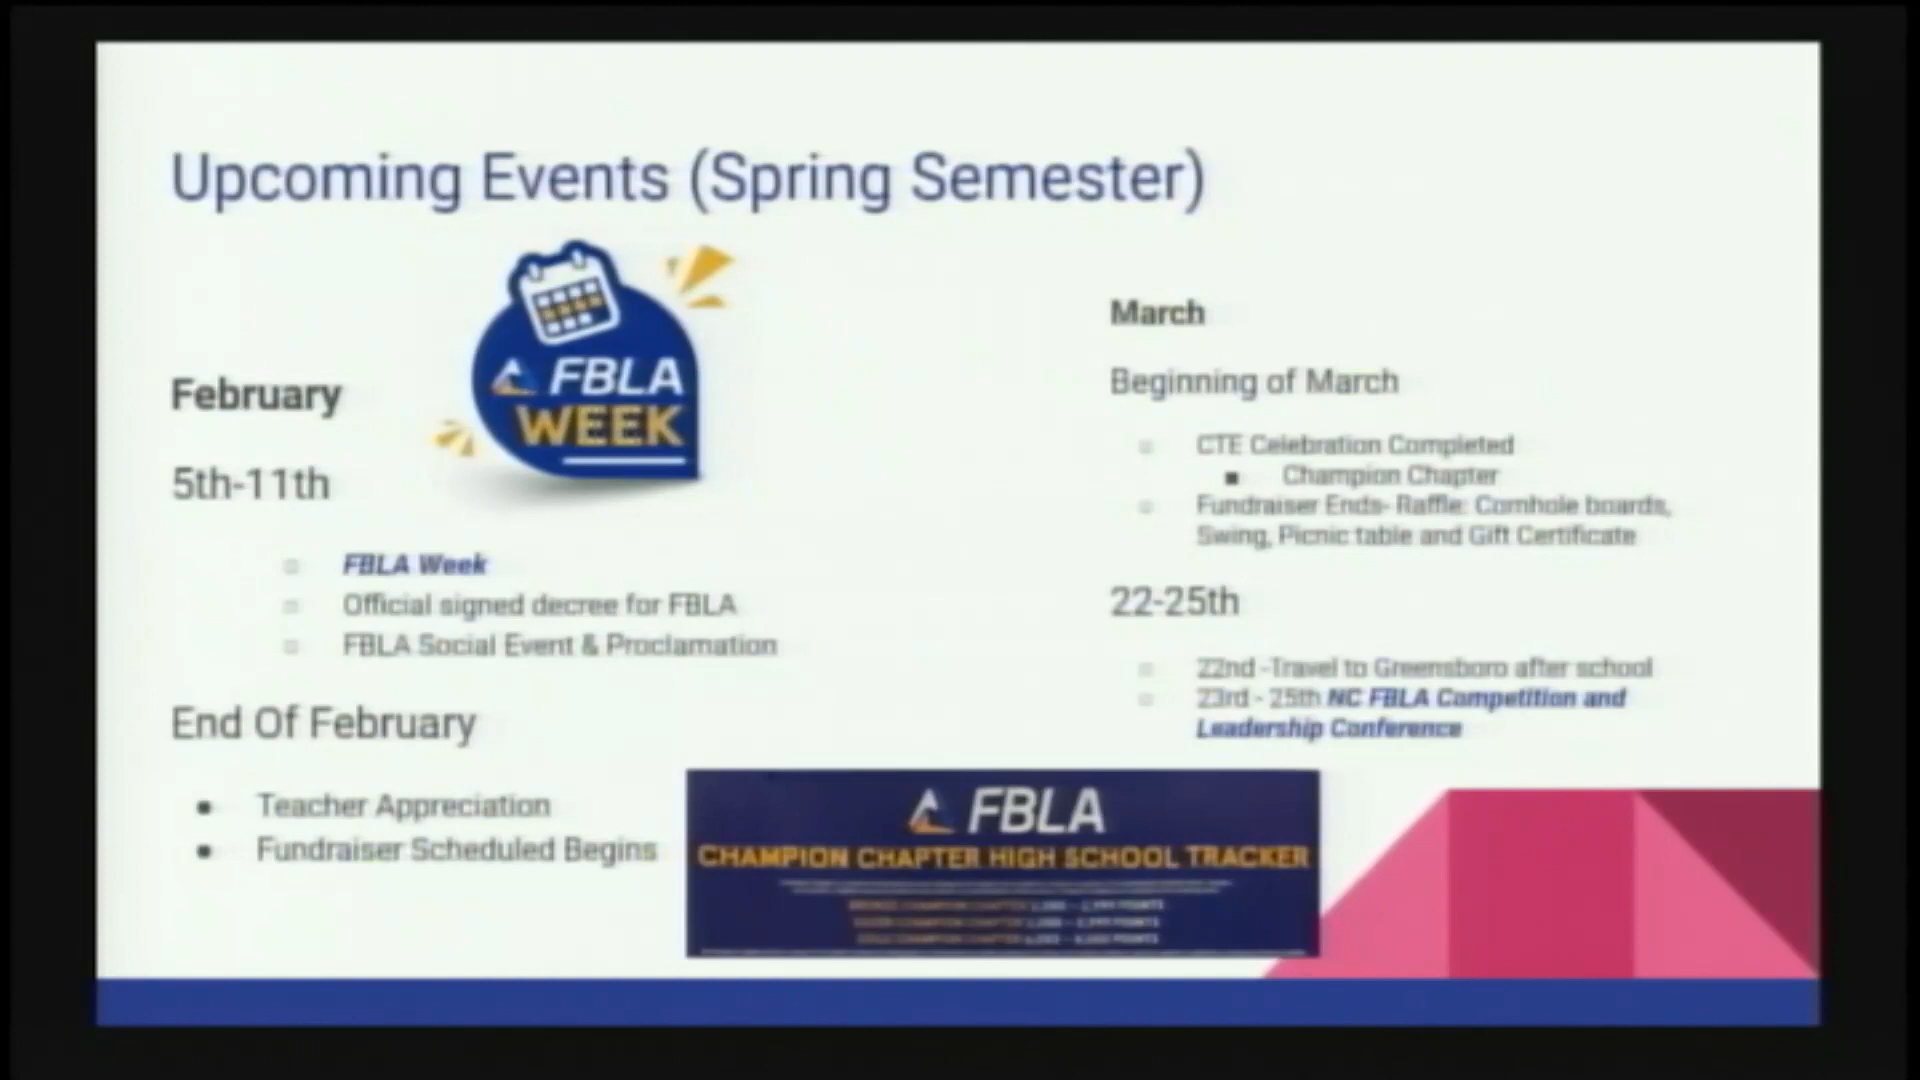 Upcoming Events (Spring Semester)
FBLA
WEEK
February
5th-11th
FBLA Week
Official signed decree for FBLA
FBLA Social Event & Proclamation
End Of February
Teacher Appreciation
Fundraiser Scheduled Begins
March
Beginning of March
CTE Celebration Completed
Champion Chapter
Fundraiser Ends- Raffle: Cornhole boards,
Swing, Picnic table and Gift Certificate
22-25th
22nd -Travel to Greensboro after school
23rd - 25th NC FBLA Competition and
Leadership Conference
FBLA
CHAMPION CHAPTER HIGH SCHOOL TRACKER